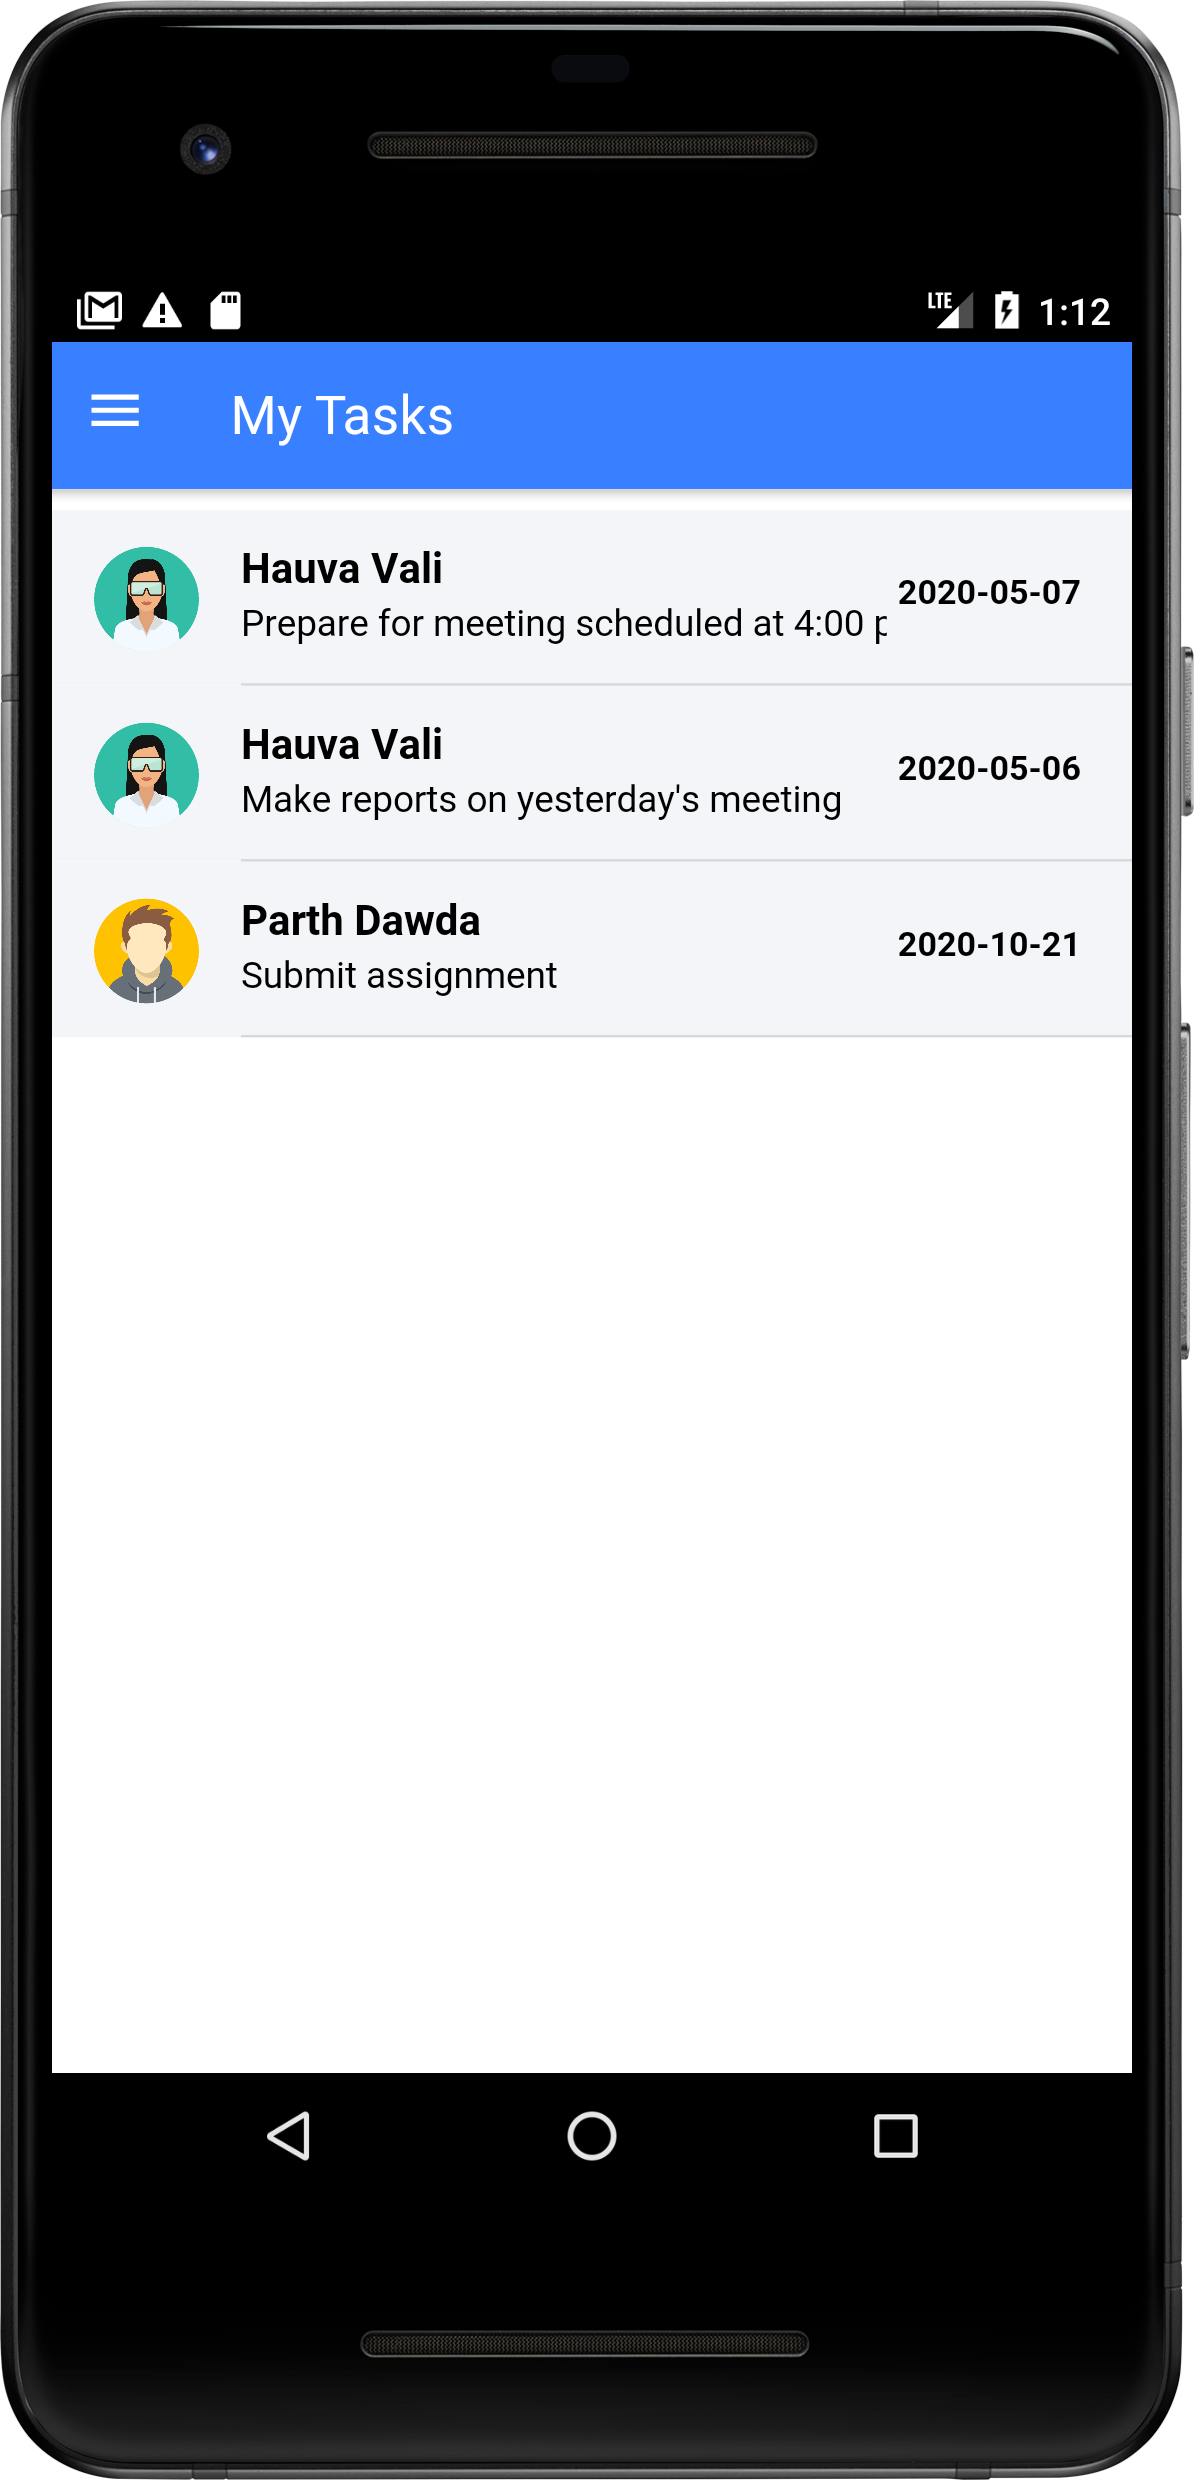 LTE 1:12
My Tasks
Hauva Vali
Prepare for meeting scheduled at 4:00 p
2020-05-07
Hauva Vali
Make reports on yesterday's meeting
2020-05-06
Parth Dawda
Submit assignment
2020-10-21